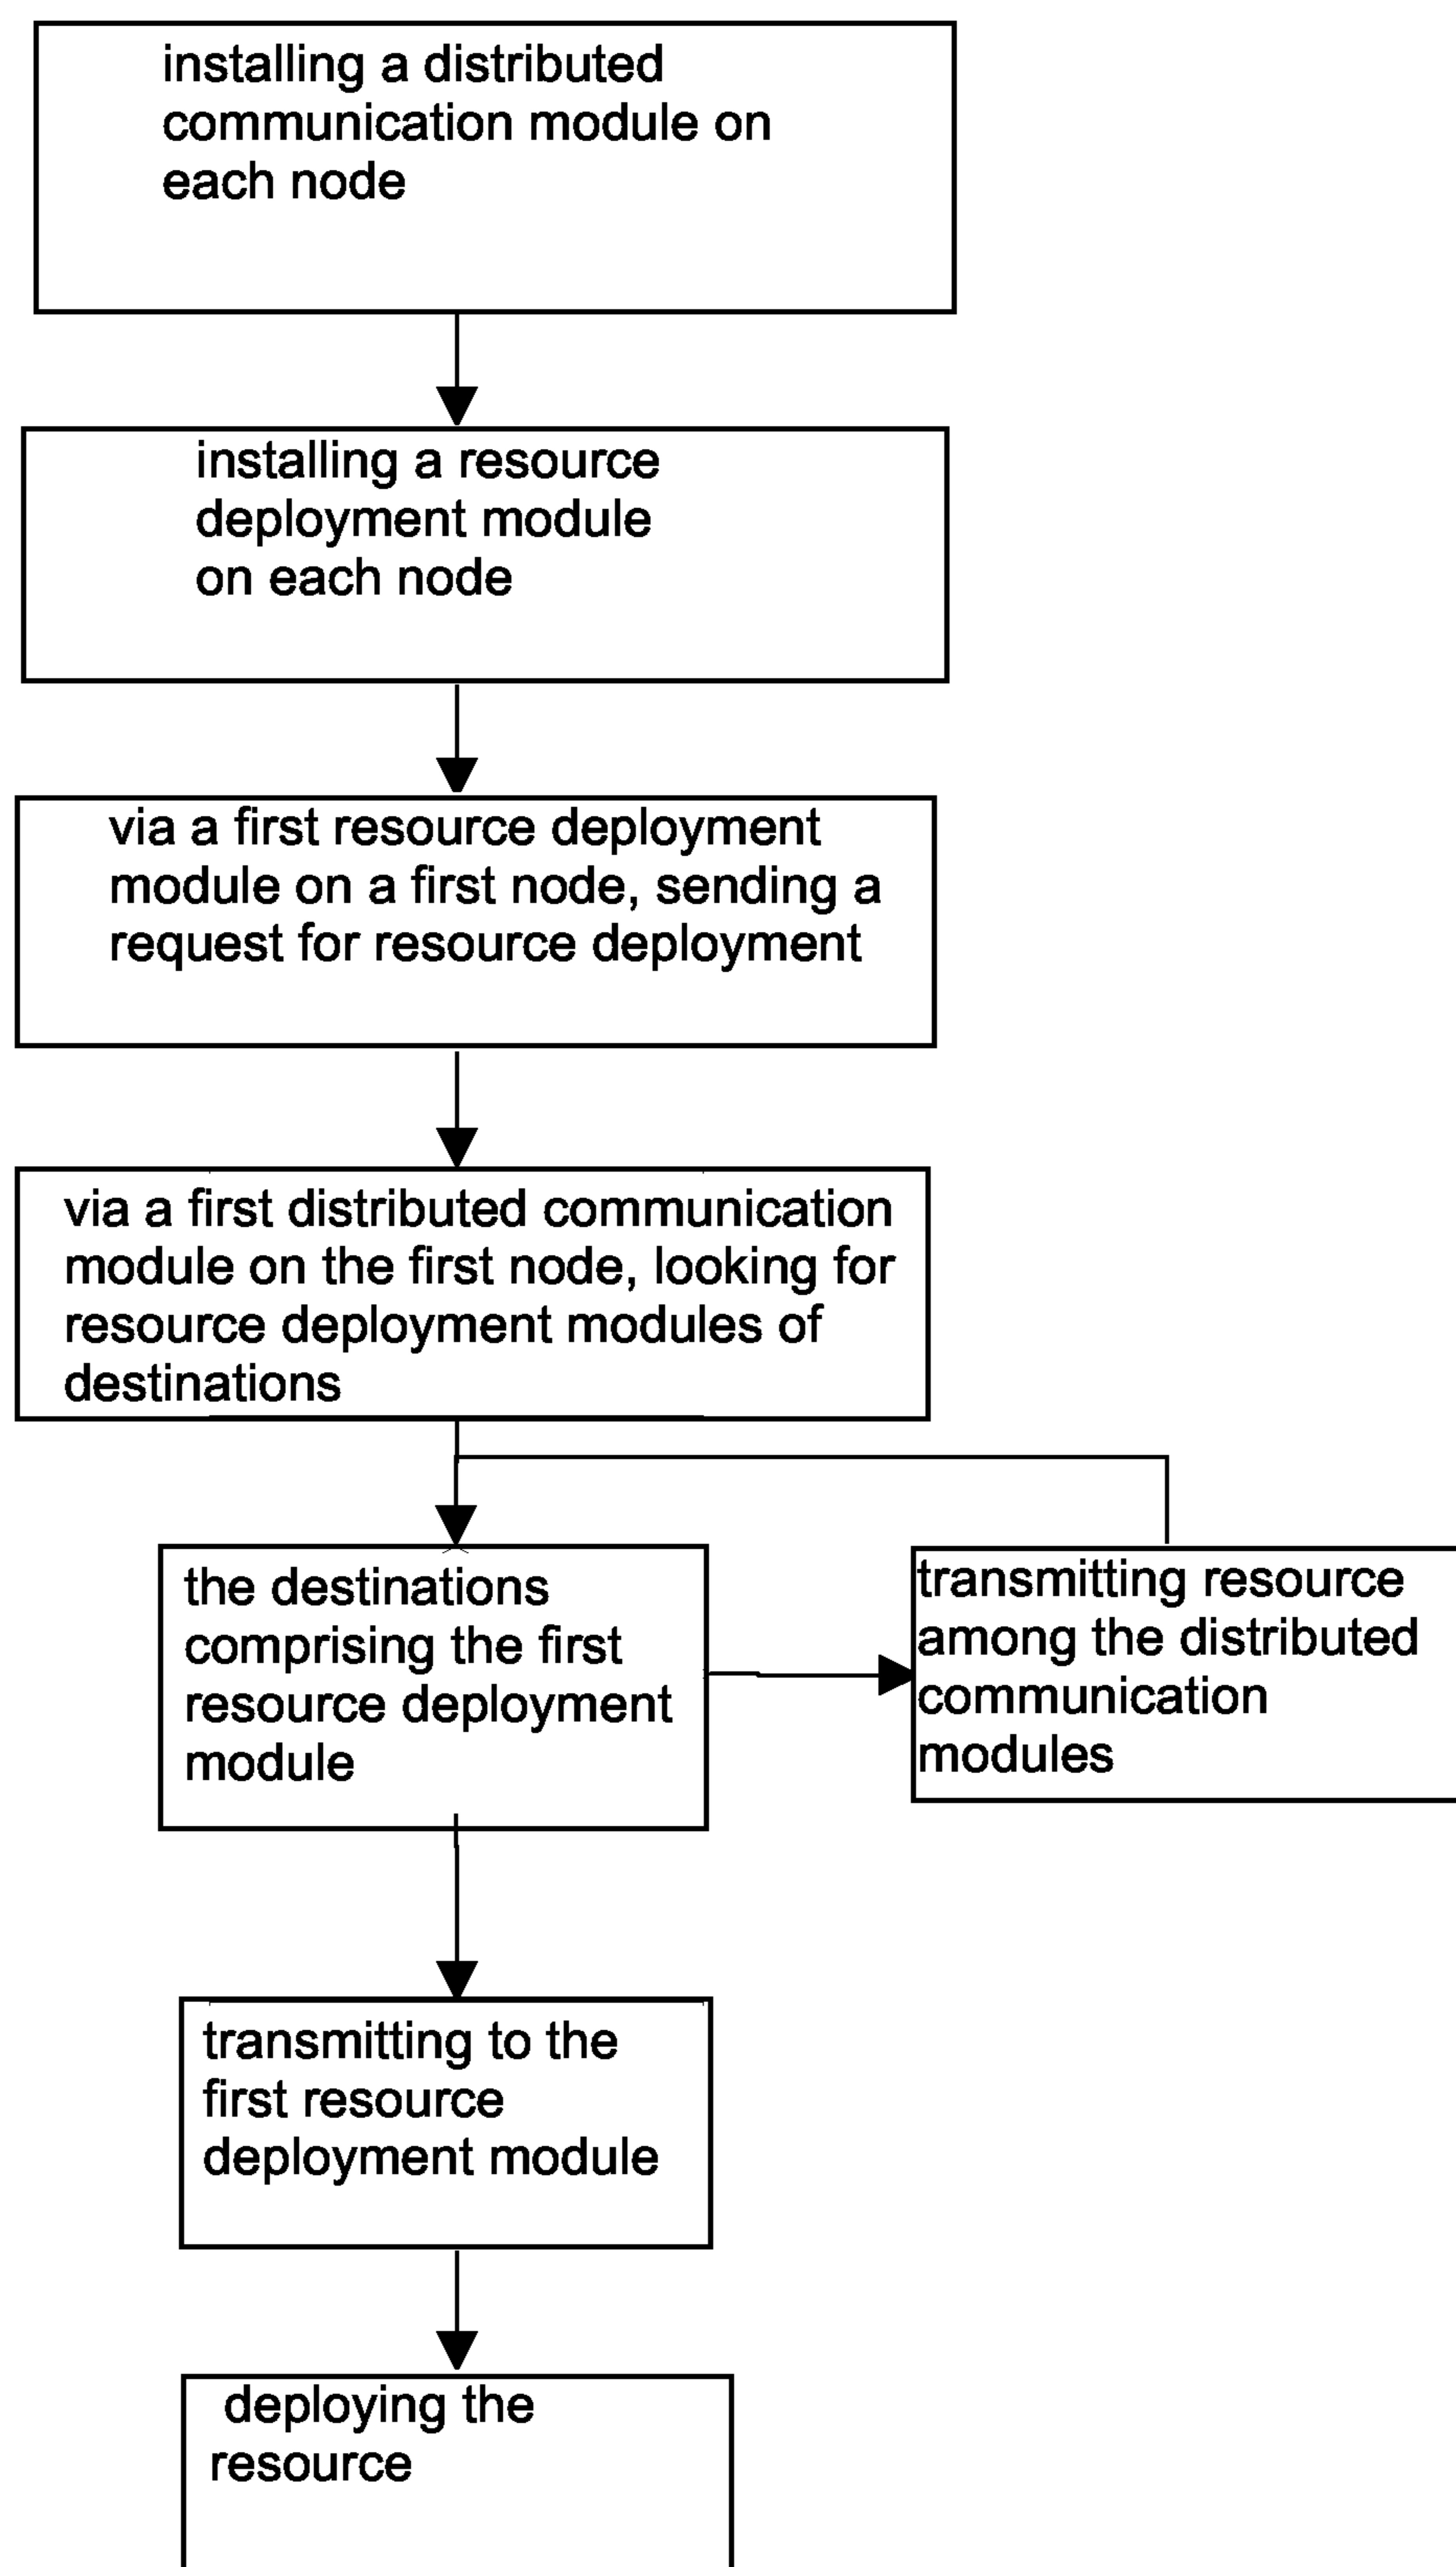 installing a distributed
communication module on
each node
installing a resource
deployment module
on each node
via a first resource deployment
module on a first node, sending a
request for resource deployment
via a first distributed communication
module on the first node, looking for
resource deployment modules of
destinations
the destinations
comprising the first
resource deployment
module
transmitting resource
among the distributed
communication
modules
transmitting to the
first resource
deployment module
deploying the
resource